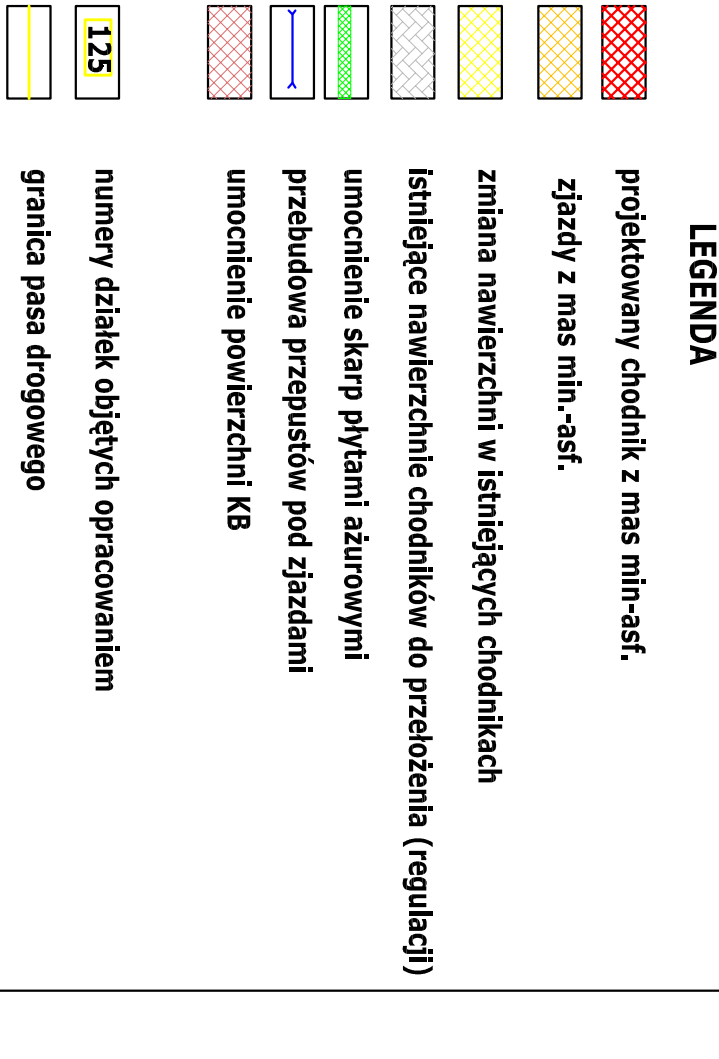 LEGENDA
projektowany chodnik z mas min-asf.
zjazdy z mas min.-asf.
zmiana nawierzchni w istniejących chodnikach
istniejące nawierzchnie chodników do przełożenia (regulacji)
umocnienie skarp płytami ażurowymi
przebudowa przepustów pod zjazdami
umocnienie powierzchni KB
125 numery działek objętych opracowaniem
granica pasa drogowego